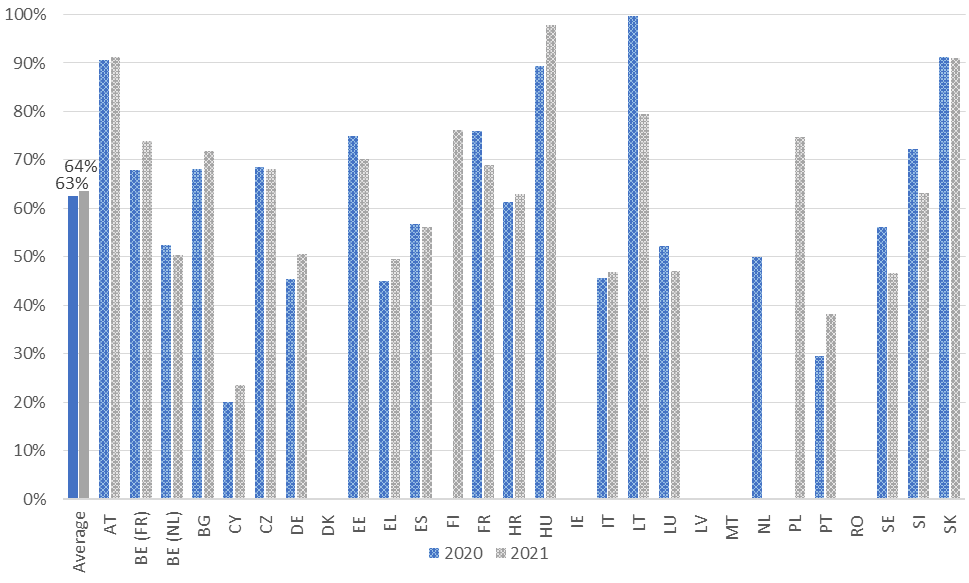 100%
90%
80%
70%
60%
50%
40%
30%
20%
10%
0%
64%
63%
Average
AT
BE (FR)
BE (NL)
BG
CY
CZ
DE
DK
EE
EL
ES
FI
FR
HR
HU
IE
IT
LT
LU
LV
MT
NL
PL
PT
RO
SE
SI
SK
2020
2021